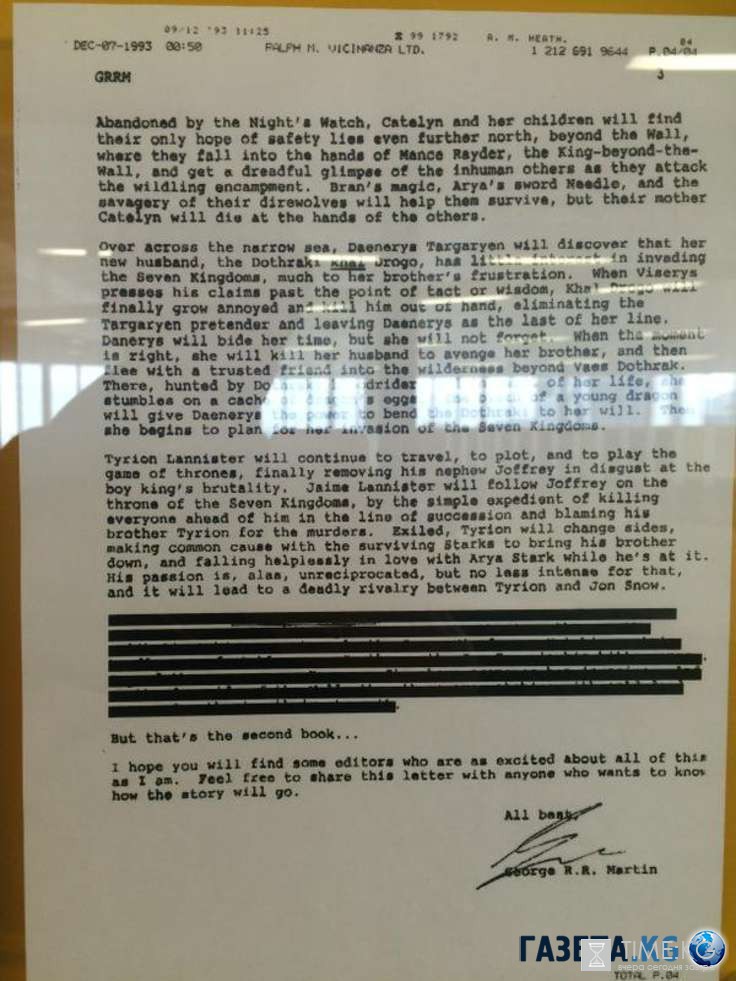 09/12 '93 11:25 99 1792 A. M. HEATH. 04
DEC-07-1993 00:50 RALPH M. VICINANZA LTD. 1 212 691 9644 P.04/04
GRRM 3
Abandoned by the Night's Watch, Catelyn and her children will find
their only hope of safety lies even further north, beyond the Wall,
where they fall into the hands of Mance Rayder, the King-beyond-the-
Wall, and get a dreadful glimpse of the inhuman others as they attack
the wildling encampment. Bran's magic, Arya's sword Needle, and the
savagery of their direwolves will help them survive, but their mother
Catelyn will die at the hands of the others.
Over across the narrow sea, Daenerys Targaryen will discover that her
new husband, the Dothraki khal Drogo, has little interest in invading
the Seven Kingdoms, much to her brother's frustration. When Viserys
presses his claims past the point of tact or wisdom, Khal Drogo will
finally grow annoyed and kill him out of hand, eliminating the
Targaryen pretender and leaving Daenerys as the last of her line.
Danerys will bide her time, but she will not forget. When the moment
is right, she will kill her husband to avenge her brother, and then
flee with a trusted friend into the wilderness beyond Vaes Dothrak.
There, hunted by of her life, she
stumbles on a cache of dragon's eggs of a young dragon
will give Daenerys the power to bend the Dothraki to her will. Then
she begins to plan for her invasion of the Seven Kingdoms.
Tyrion Lannister will continue to travel, to plot, and to play the
game of thrones, finally removing his nephew Joffrey in disgust at the
boy king's brutality. Jaime Lannister will follow Joffrey on the
throne of the Seven Kingdoms, by the simple expedient of killing
everyone ahead of him in the line of succession and blaming his
brother Tyrion for the murders. Exiled, Tyrion will change sides,
making common cause with the surviving Starks to bring his brother
down, and falling helplessly in love with Arya Stark while he's at it.
His passion is, alas, unreciprocated, but no less intense for that,
and it will lead to a deadly rivalry between Tyrion and Jon Snow.
But that's the second book...
I hope you will find some editors who are as excited about all of this
as I am. Feel free to share this letter with anyone who wants to know
how the story will go.
All best,
George R.R. Martin
ГАЗЕТА.KG
TIME.K
вчера сегодня
TOTAL P.04